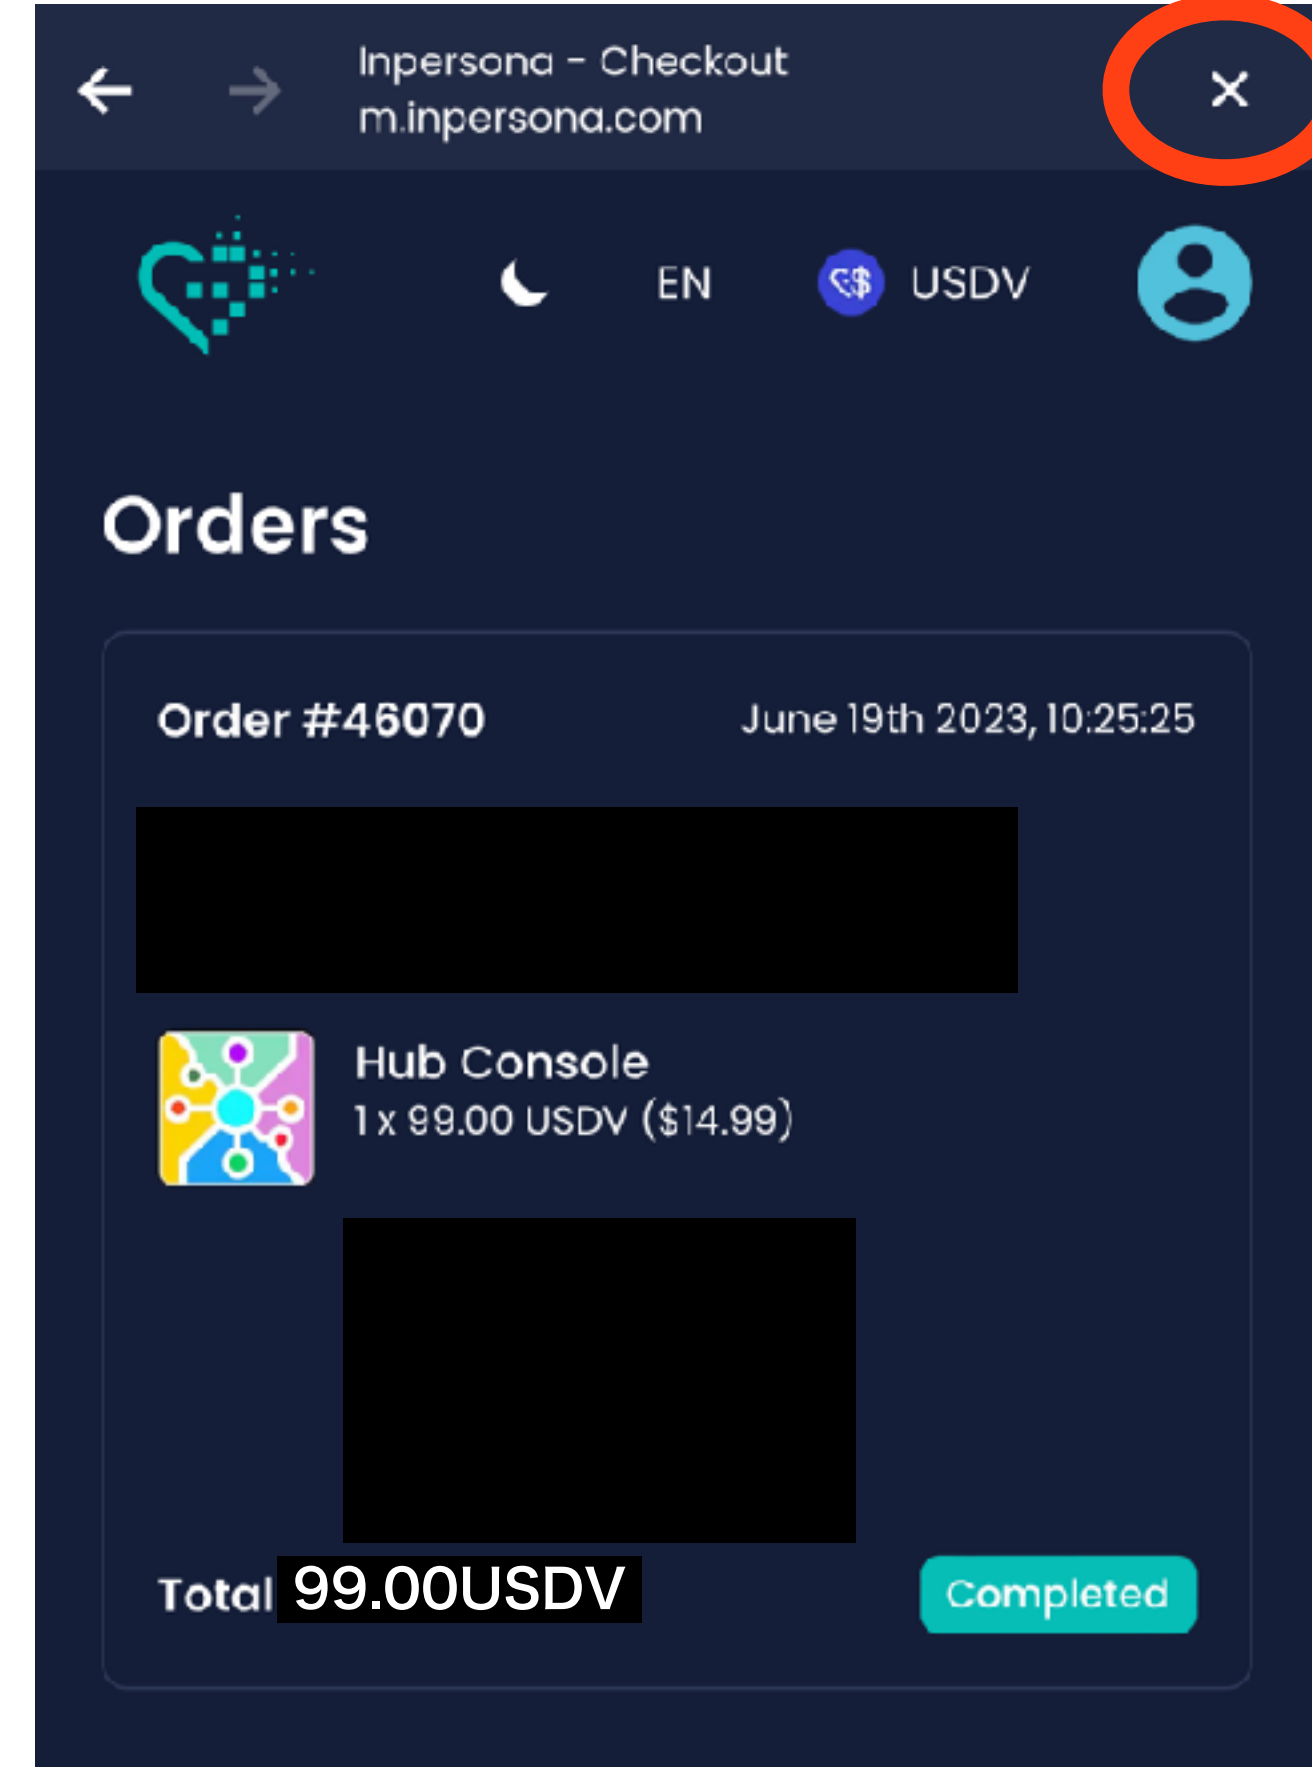 Inpersona - Checkout
m.inpersona.com
EN USDV
Orders
Order #46070 June 19th 2023, 10:25:25
Hub Console
1 x 99.00 USDV ($14.99)
Total 99.00USDV Completed